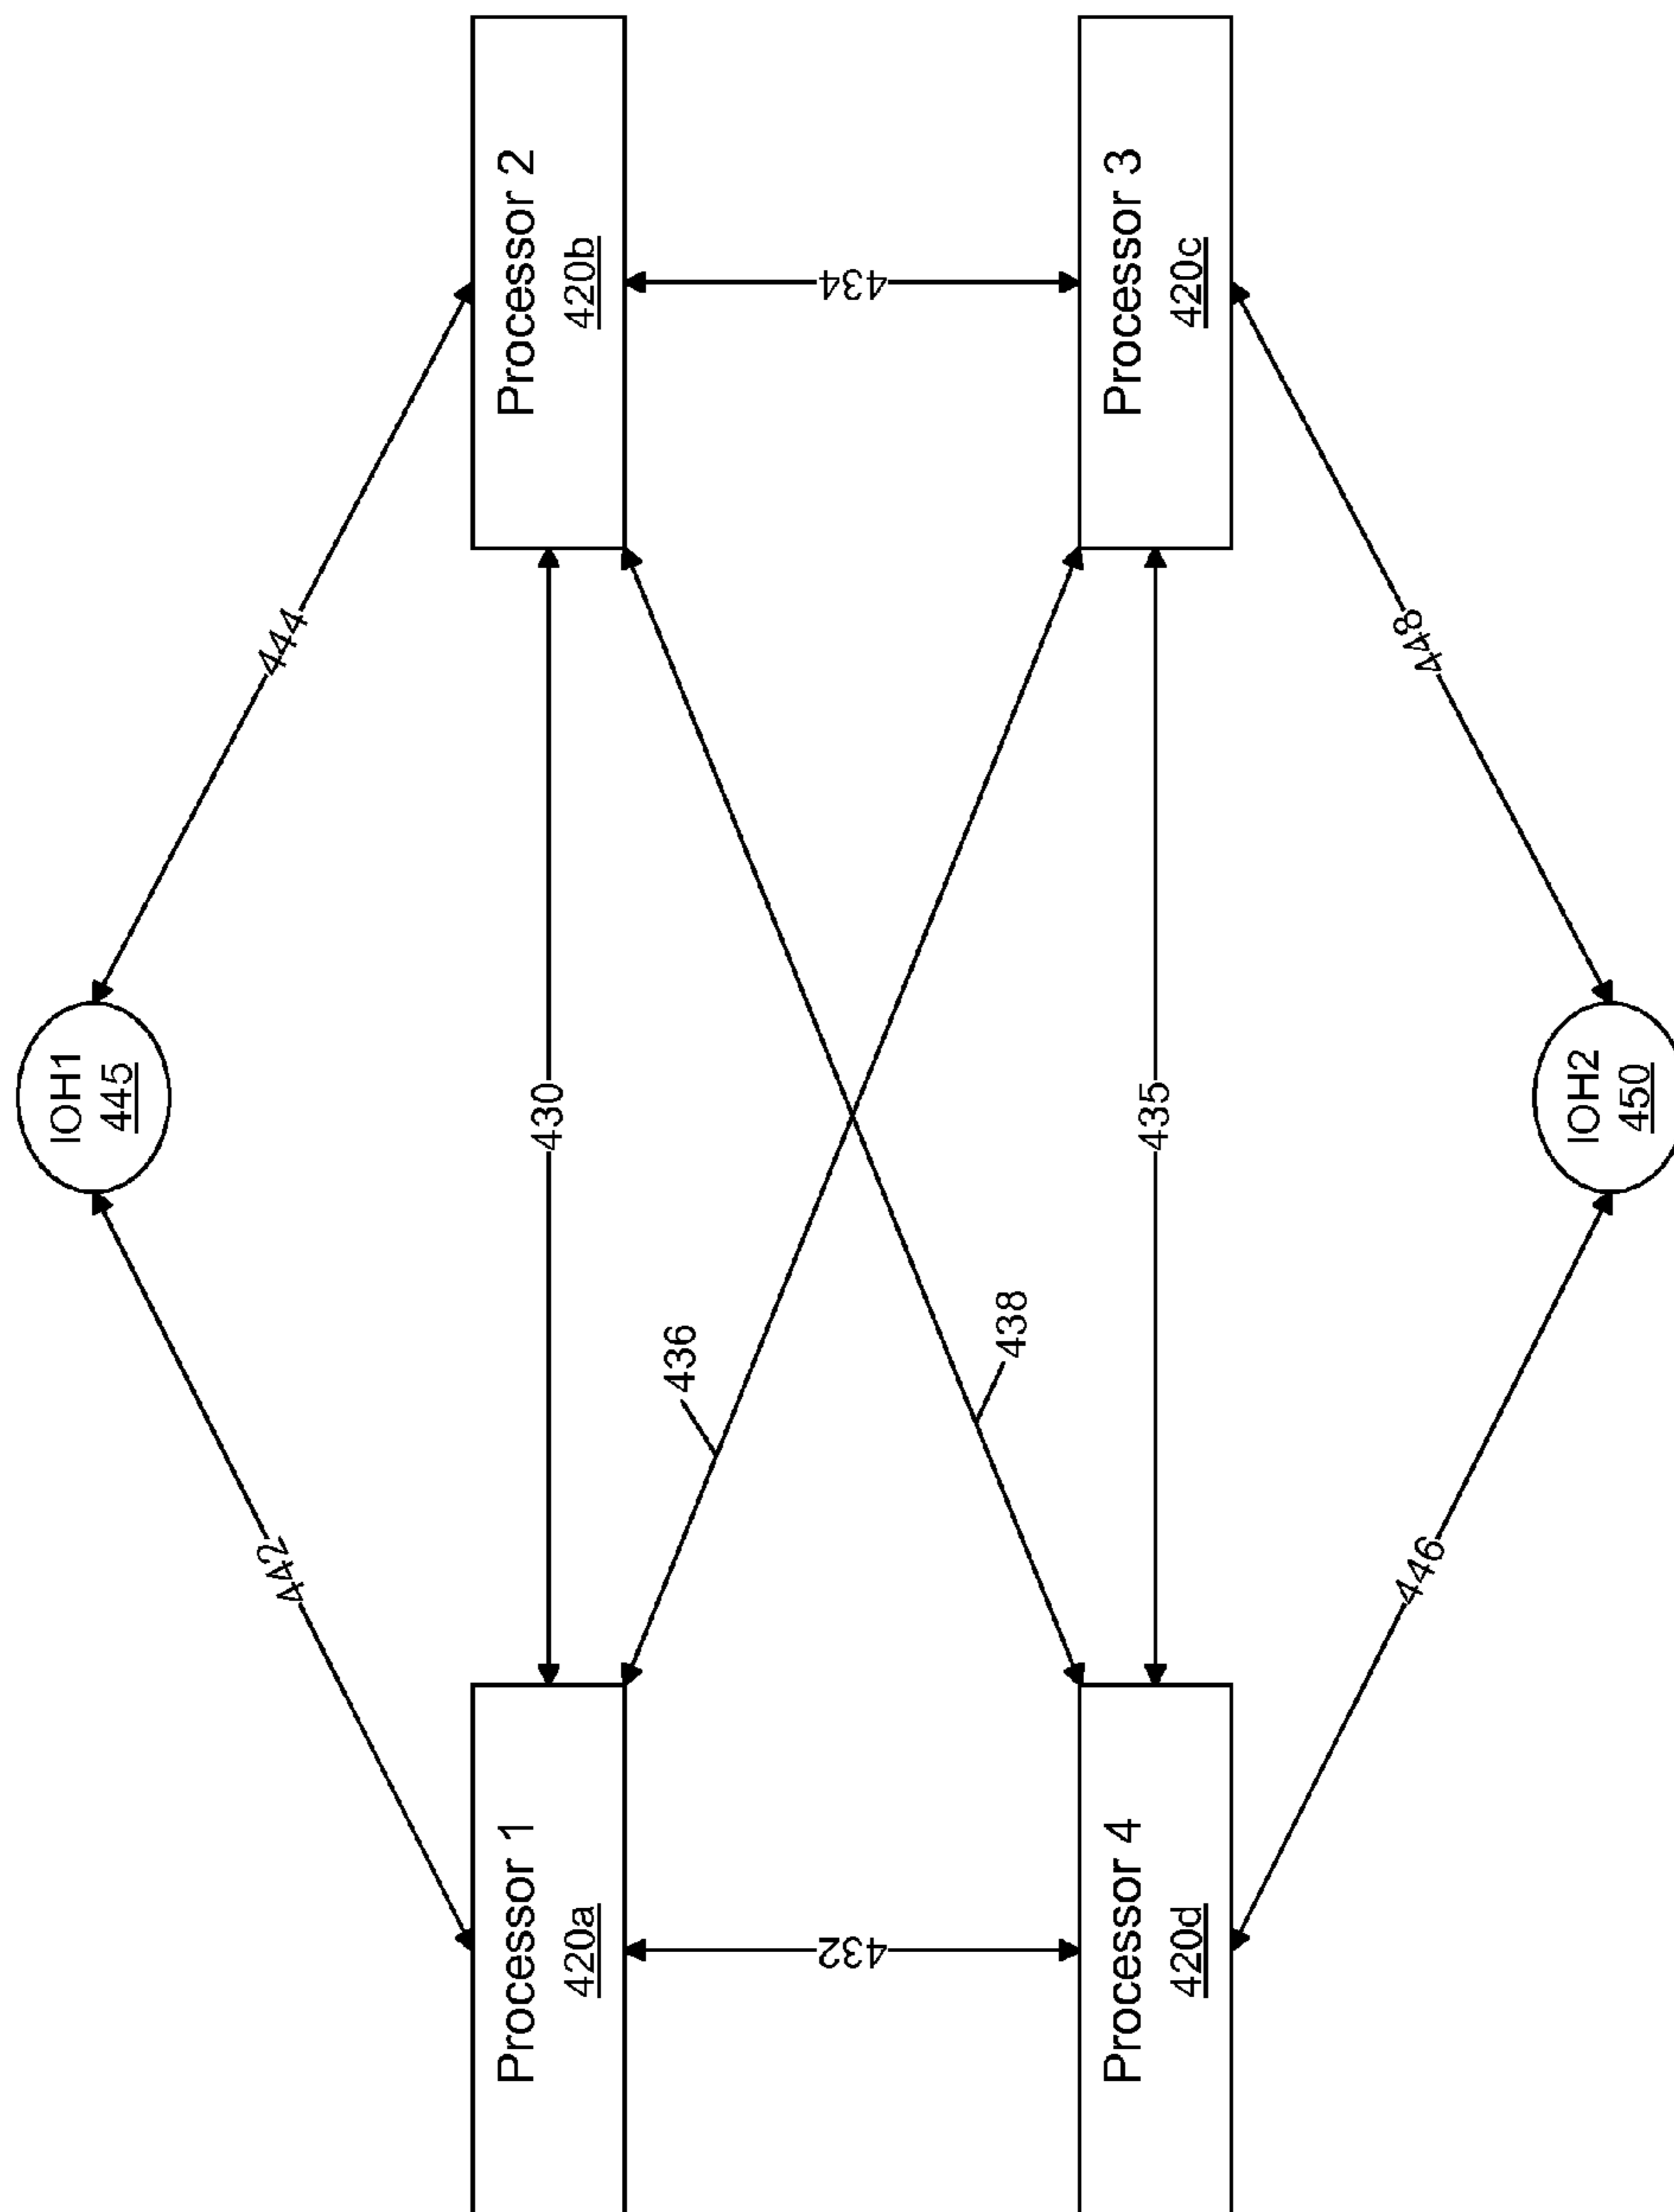 IOH1
445
442
444
Processor 1
420a
430
Processor 2
420b
436
432
434
438
Processor 4
420d
435
Processor 3
420c
446
448
IOH2
450